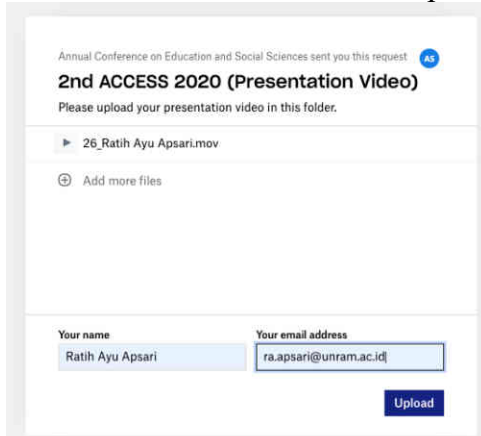 Annual Conference on Education and Social Sciences sent you this request
AS
2nd ACCESS 2020 (Presentation Video)
Please upload your presentation video in this folder.
26_Ratih Ayu Apsari.mov
Add more files
Your name
Your email address
Ratih Ayu Apsari
ra.apsari@unram.ac.id
Upload